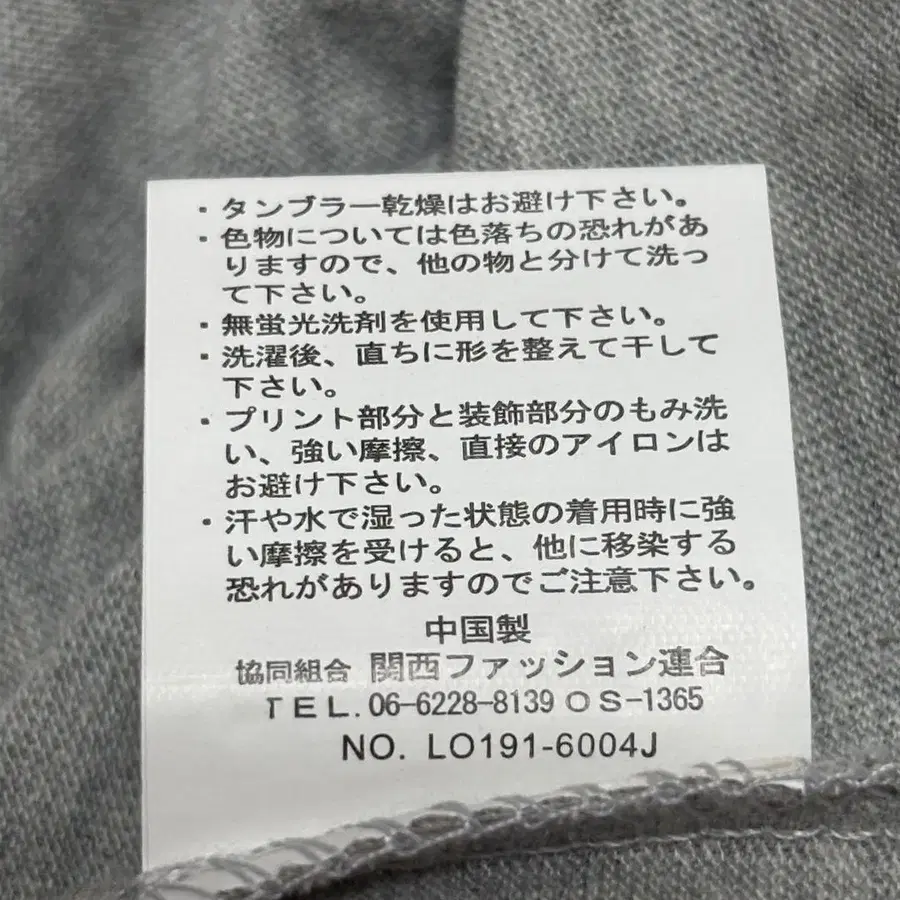 ・タンブラー乾燥はお避け下さい。
・色物については色落ちの恐れがあ
りますので、他の物と分けて洗っ
て下さい。
・無蛍光洗剤を使用して下さい。
・洗濯後、直ちに形を整えて干して
下さい。
・プリント部分と装飾部分のもみ洗
い、強い摩擦、直接のアイロンは
お避け下さい。
・汗や水で湿った状態の着用時に強
い摩擦を受けると、他に移染する
恐れがありますのでご注意下さい。
中国製
協同組合 関西ファッション連合
TEL. 06-6228-8139 OS-1365
NO. LO191-6004J